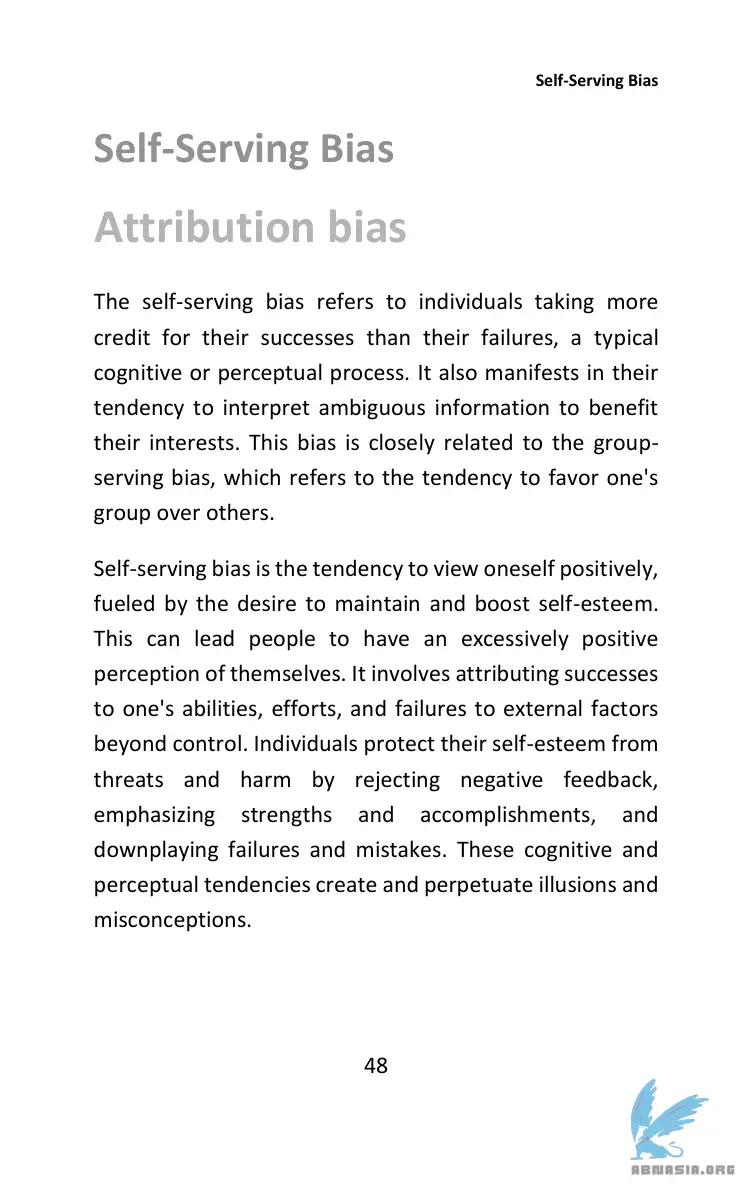 Self-Serving Bias
Self-Serving Bias
Attribution bias
The self-serving bias refers to individuals taking more
credit for their successes than their failures, a typical
cognitive or perceptual process. It also manifests in their
tendency to interpret ambiguous information to benefit
their interests. This bias is closely related to the group-
serving bias, which refers to the tendency to favor one's
group over others.
Self-serving bias is the tendency to view oneself positively,
fueled by the desire to maintain and boost self-esteem.
This can lead people to have an excessively positive
perception of themselves. It involves attributing successes
to one's abilities, efforts, and failures to external factors
beyond control. Individuals protect their self-esteem from
threats and harm by rejecting negative feedback,
emphasizing strengths and accomplishments, and
downplaying failures and mistakes. These cognitive and
perceptual tendencies create and perpetuate illusions and
misconceptions.
48
ABNASIA.ORG